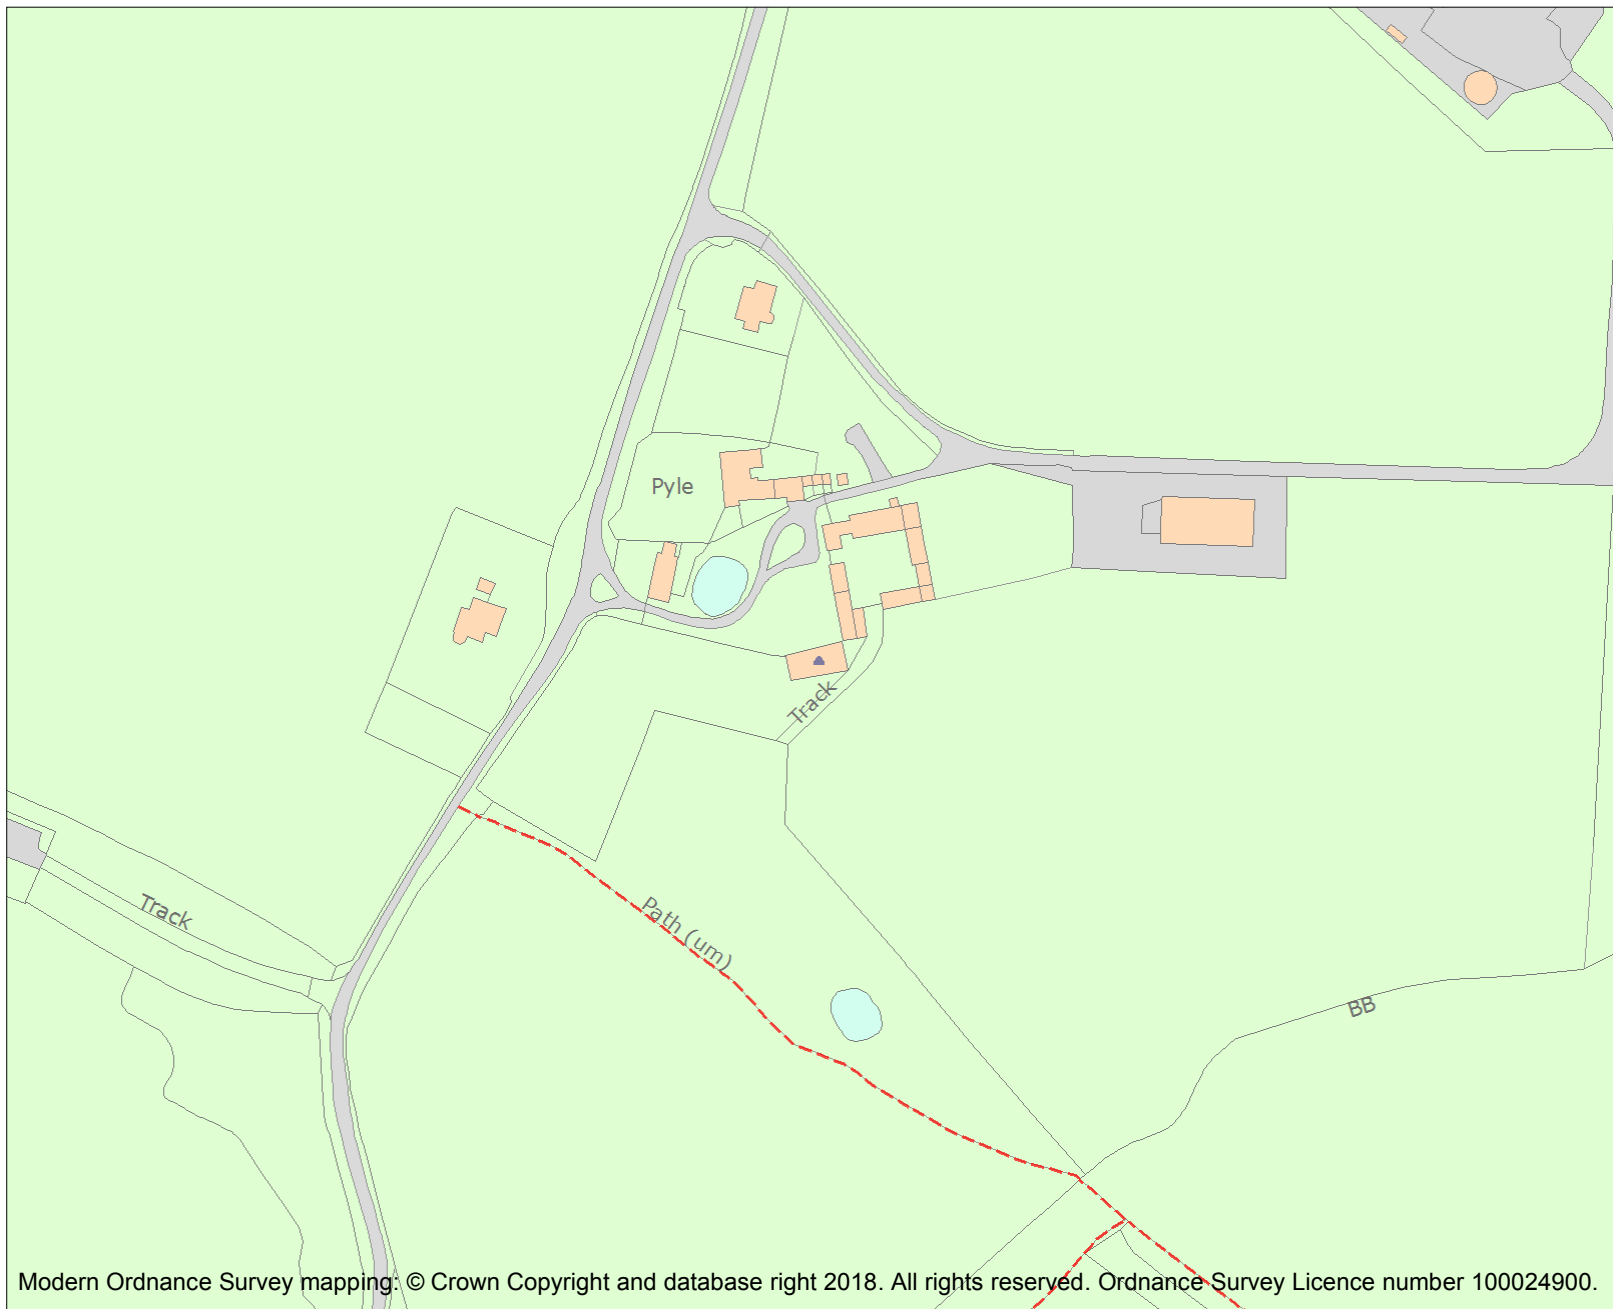 Pyle
Track
Track
Path (um)
BB
Modern Ordnance Survey mapping: © Crown Copyright and database right 2018. All rights reserved. Ordnance Survey Licence number 100024900.